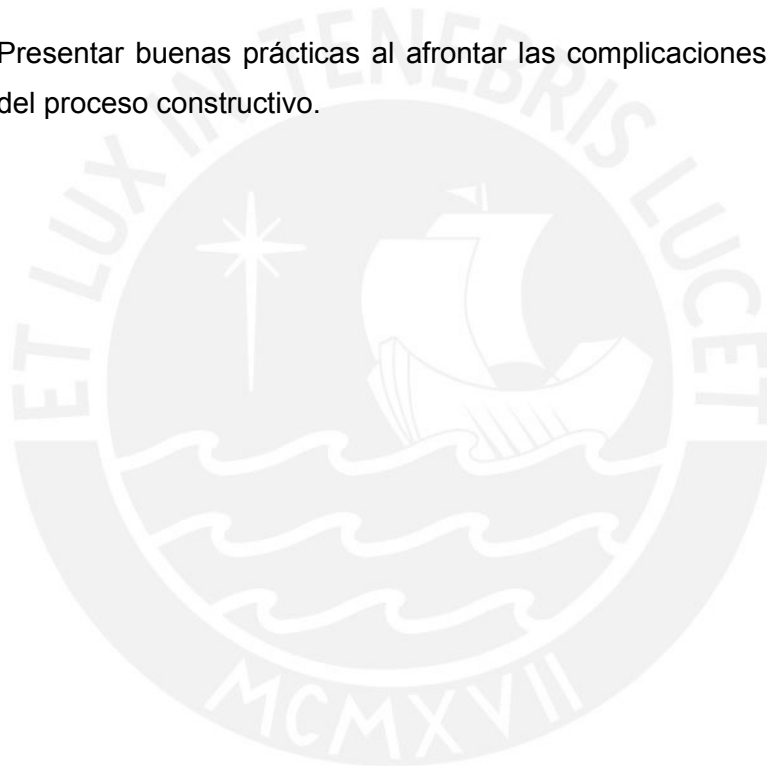 Presentar buenas prácticas al afrontar las complicaciones
del proceso constructivo.
ET LUX IN TENEBRIS LUCET
MCMXVII